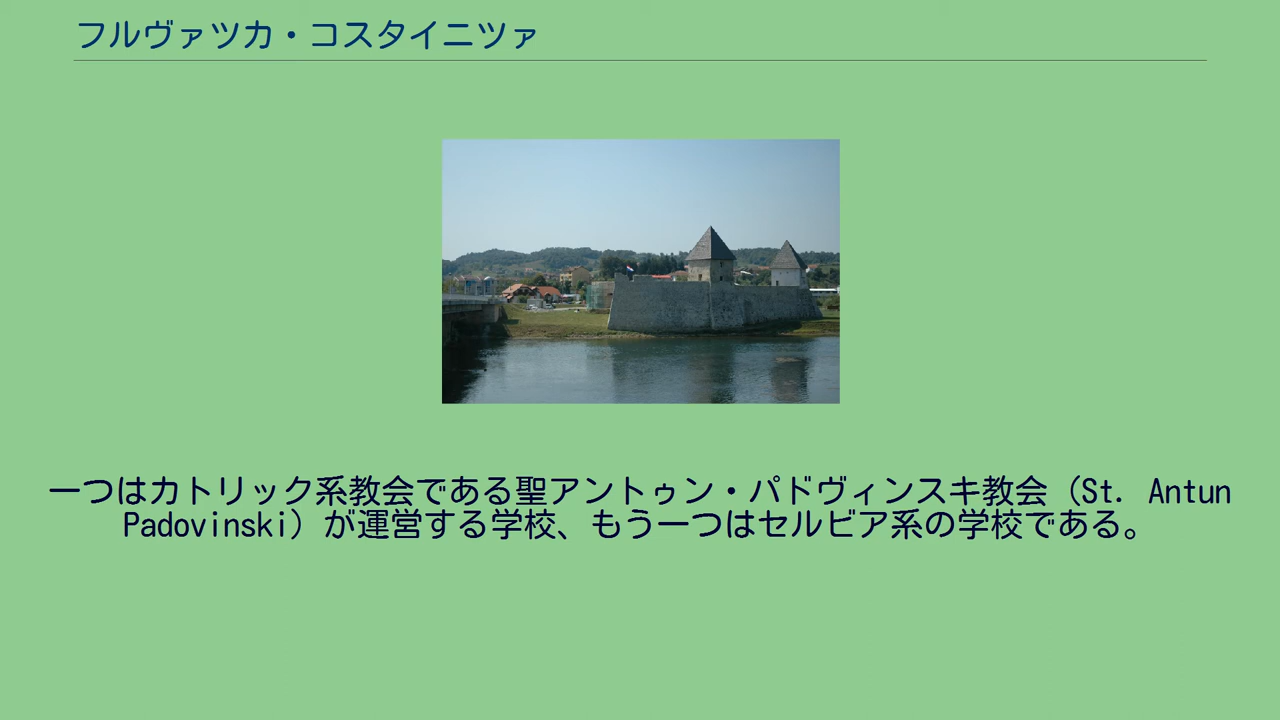 フルヴァツカ・コスタイニツァ
一つはカトリック系教会である聖アントゥン・パドヴィンスキ教会（St. Antun
Padovinski）が運営する学校、もう一つはセルビア系の学校である。